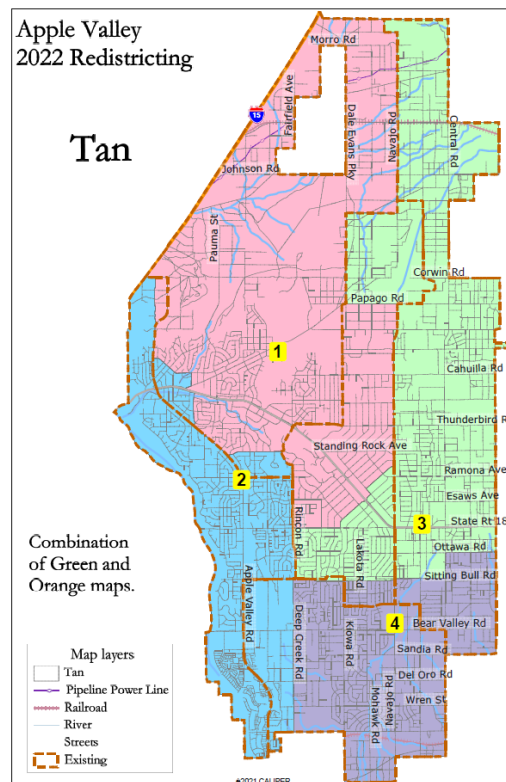 Apple Valley
2022 Redistricting
Tan
Morro Rd
Fairfield Ave
15
Dale Evans Pky
Navajo Rd
Central Rd
Johnson Rd
Pauma St
Corwin Rd
Papago Rd
1
Cahuilla Rd
Thunderbird R
Standing Rock Ave
Ramona Ave
2
Esaws Ave
Rincon Rd
3
State Rt 18
Lakota Rd
Ottawa Rd
Combination
of Green and
Orange maps.
Sitting Bull Rd
Apple Valley Rd
Deep Creek Rd
Kiowa Rd
4
Bear Valley Rd
Sandia Rd
Del Oro Rd
Navajo Rd
Mohawk Rd
Wren St
Map layers
Tan
Pipeline Power Line
Railroad
River
Streets
Existing
©2021 CALIPER